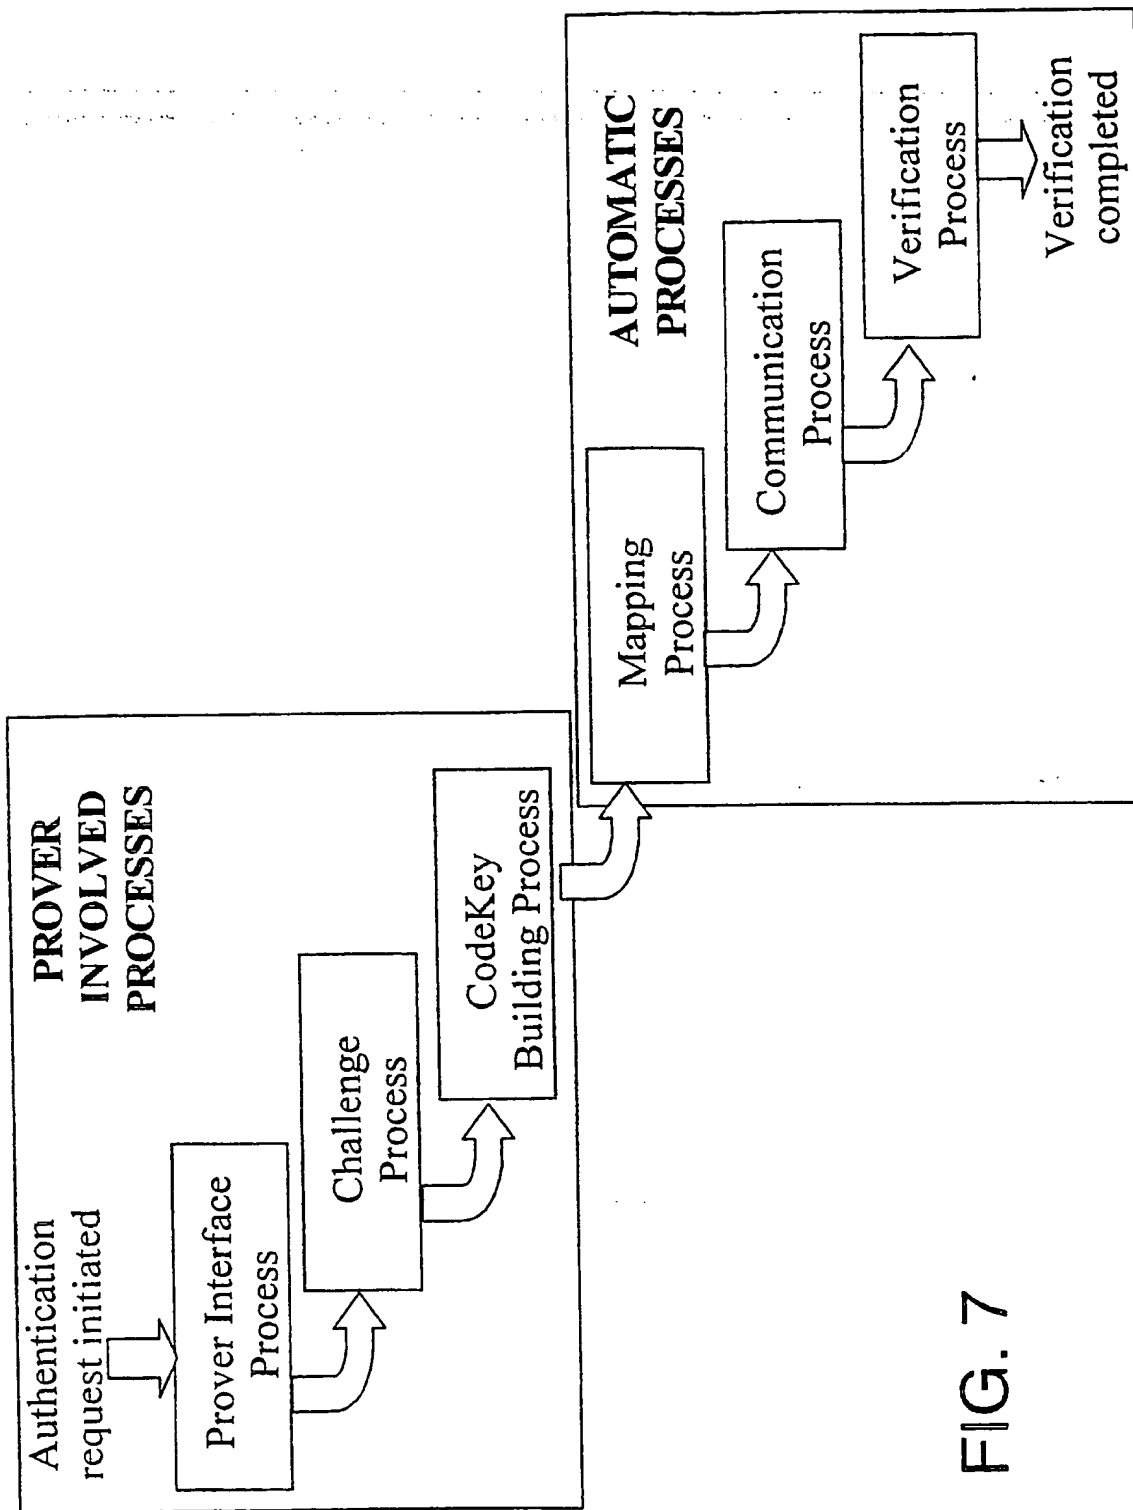 Authentication
request initiated
PROVER
INVOLVED
PROCESSES
Prover Interface
Process
Challenge
Process
CodeKey
Building Process
AUTOMATIC
PROCESSES
Mapping
Process
Communication
Process
Verification
Process
Verification
completed
FIG. 7